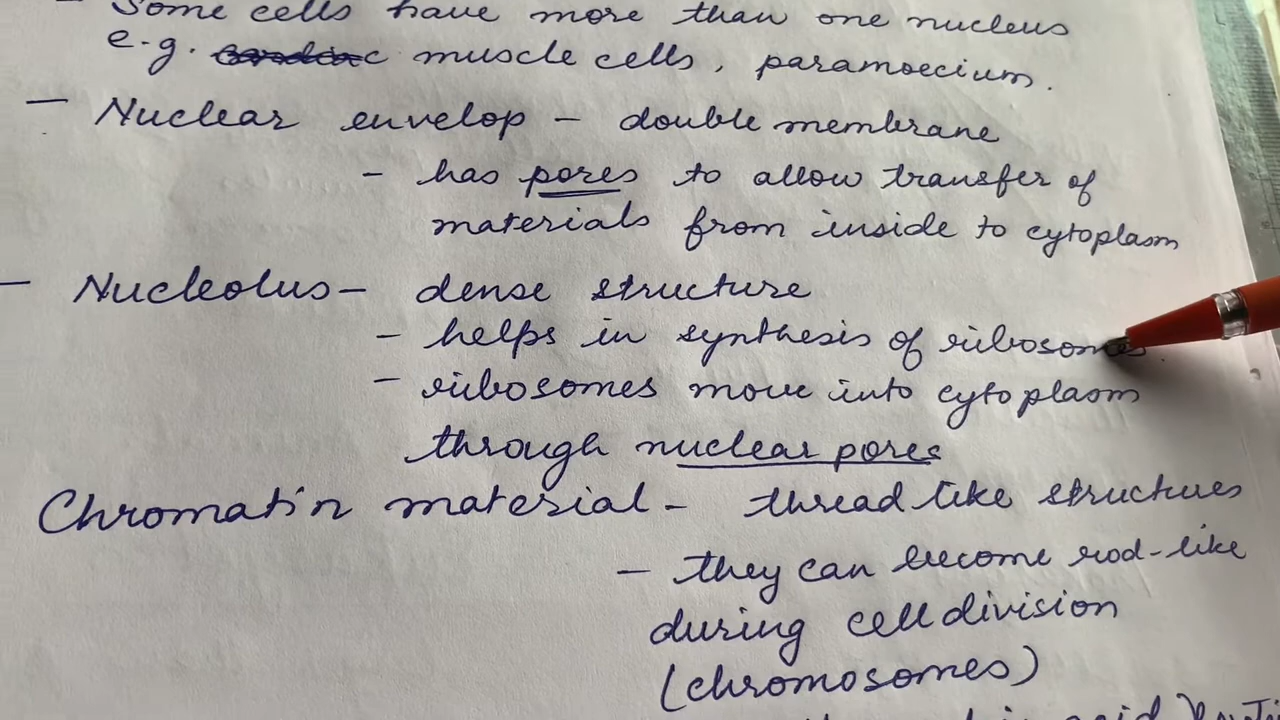 - Some cells have more than one nucleus
e.g. muscle cells, paramoecium.
- Nuclear envelop - double membrane
- has pores to allow transfer of
materials from inside to cytoplasm
- Nucleolus - dense structure
- helps in synthesis of ribosomes
- ribosomes move into cytoplasm
through nuclear pores
Chromatin material - thread like structures
- they can become rod-like
during cell division
(chromosomes)
acid